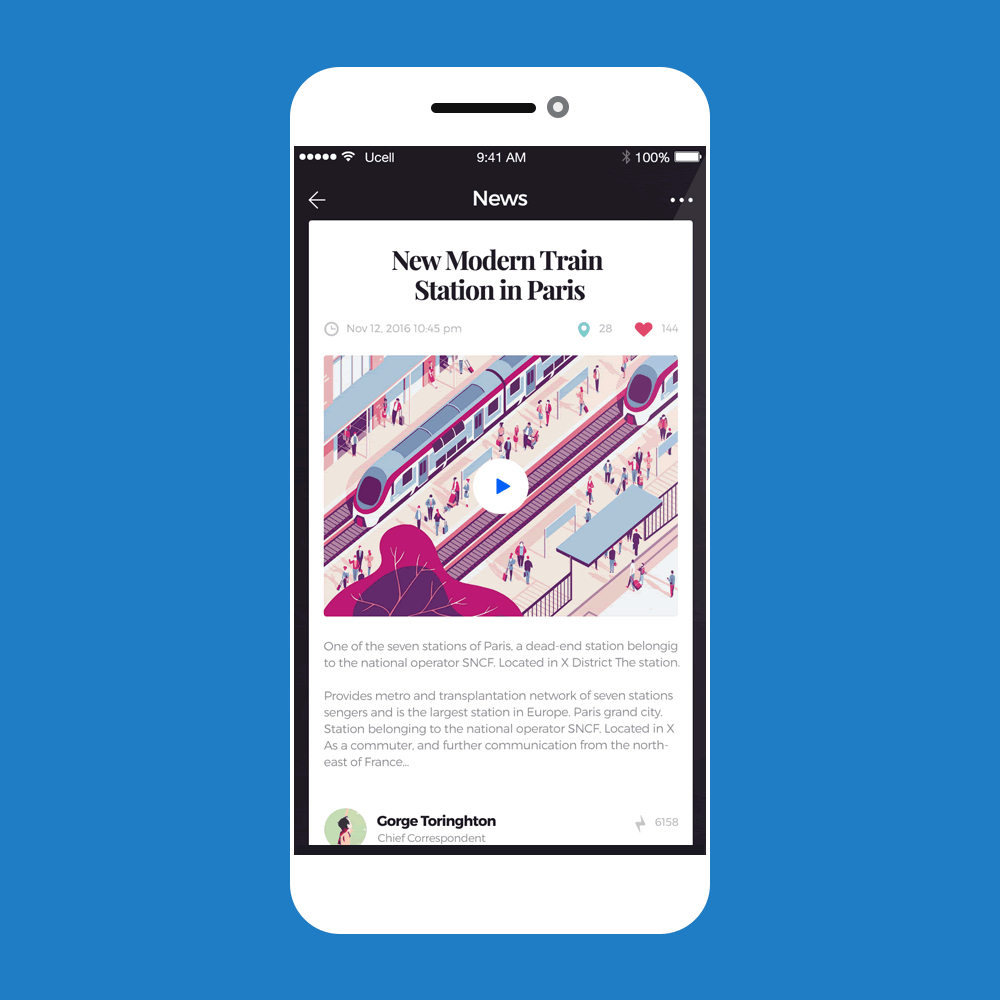 Ucell 9:41 AM 100%
News
New Modern Train
Station in Paris
Nov 12, 2016 10:45 pm 28 144
One of the seven stations of Paris, a dead-end station belongig
to the national operator SNCF. Located in X District The station.
Provides metro and transplantation network of seven stations
sengers and is the largest station in Europe. Paris grand city.
Station belonging to the national operator SNCF. Located in X
As a commuter, and further communication from the north-
east of France...
Gorge Toringhton 6158
Chief Correspondent